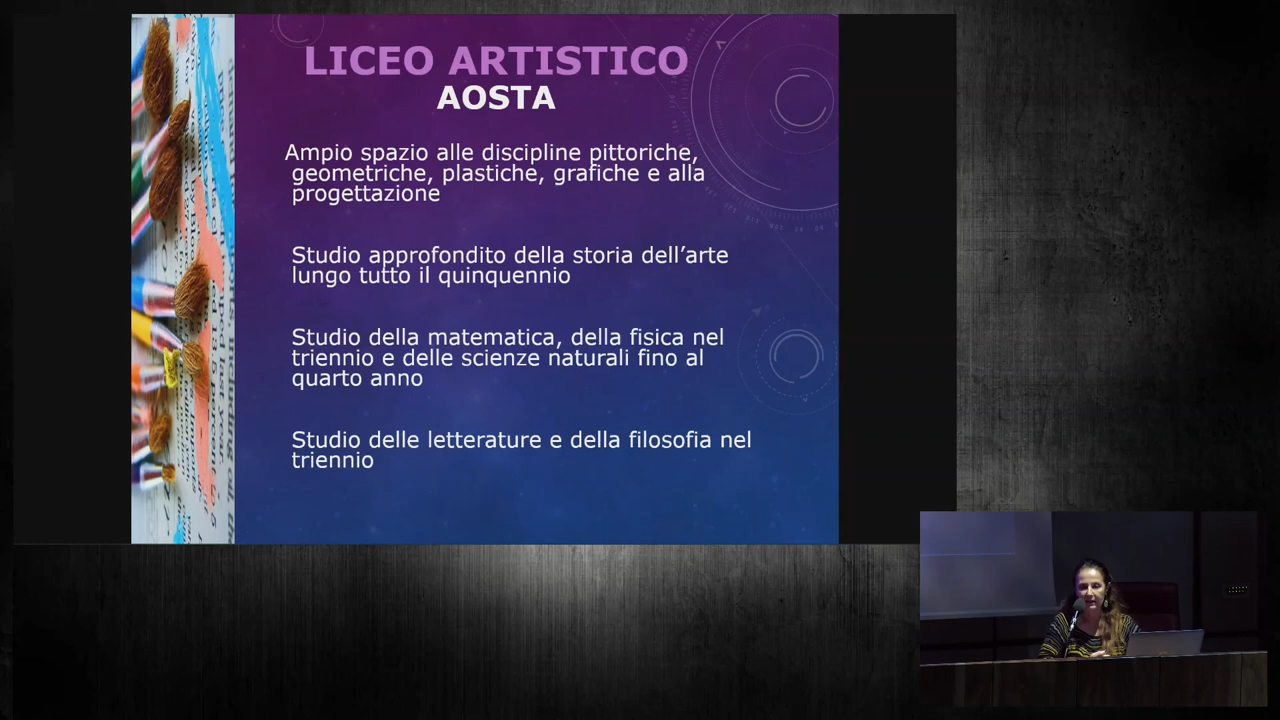 LICEO ARTISTICO
AOSTA
Ampio spazio alle discipline pittoriche,
geometriche, plastiche, grafiche e alla
progettazione
Studio approfondito della storia dell’arte
lungo tutto il quinquennio
Studio della matematica, della fisica nel
triennio e delle scienze naturali fino al
quarto anno
Studio delle letterature e della filosofia nel
triennio